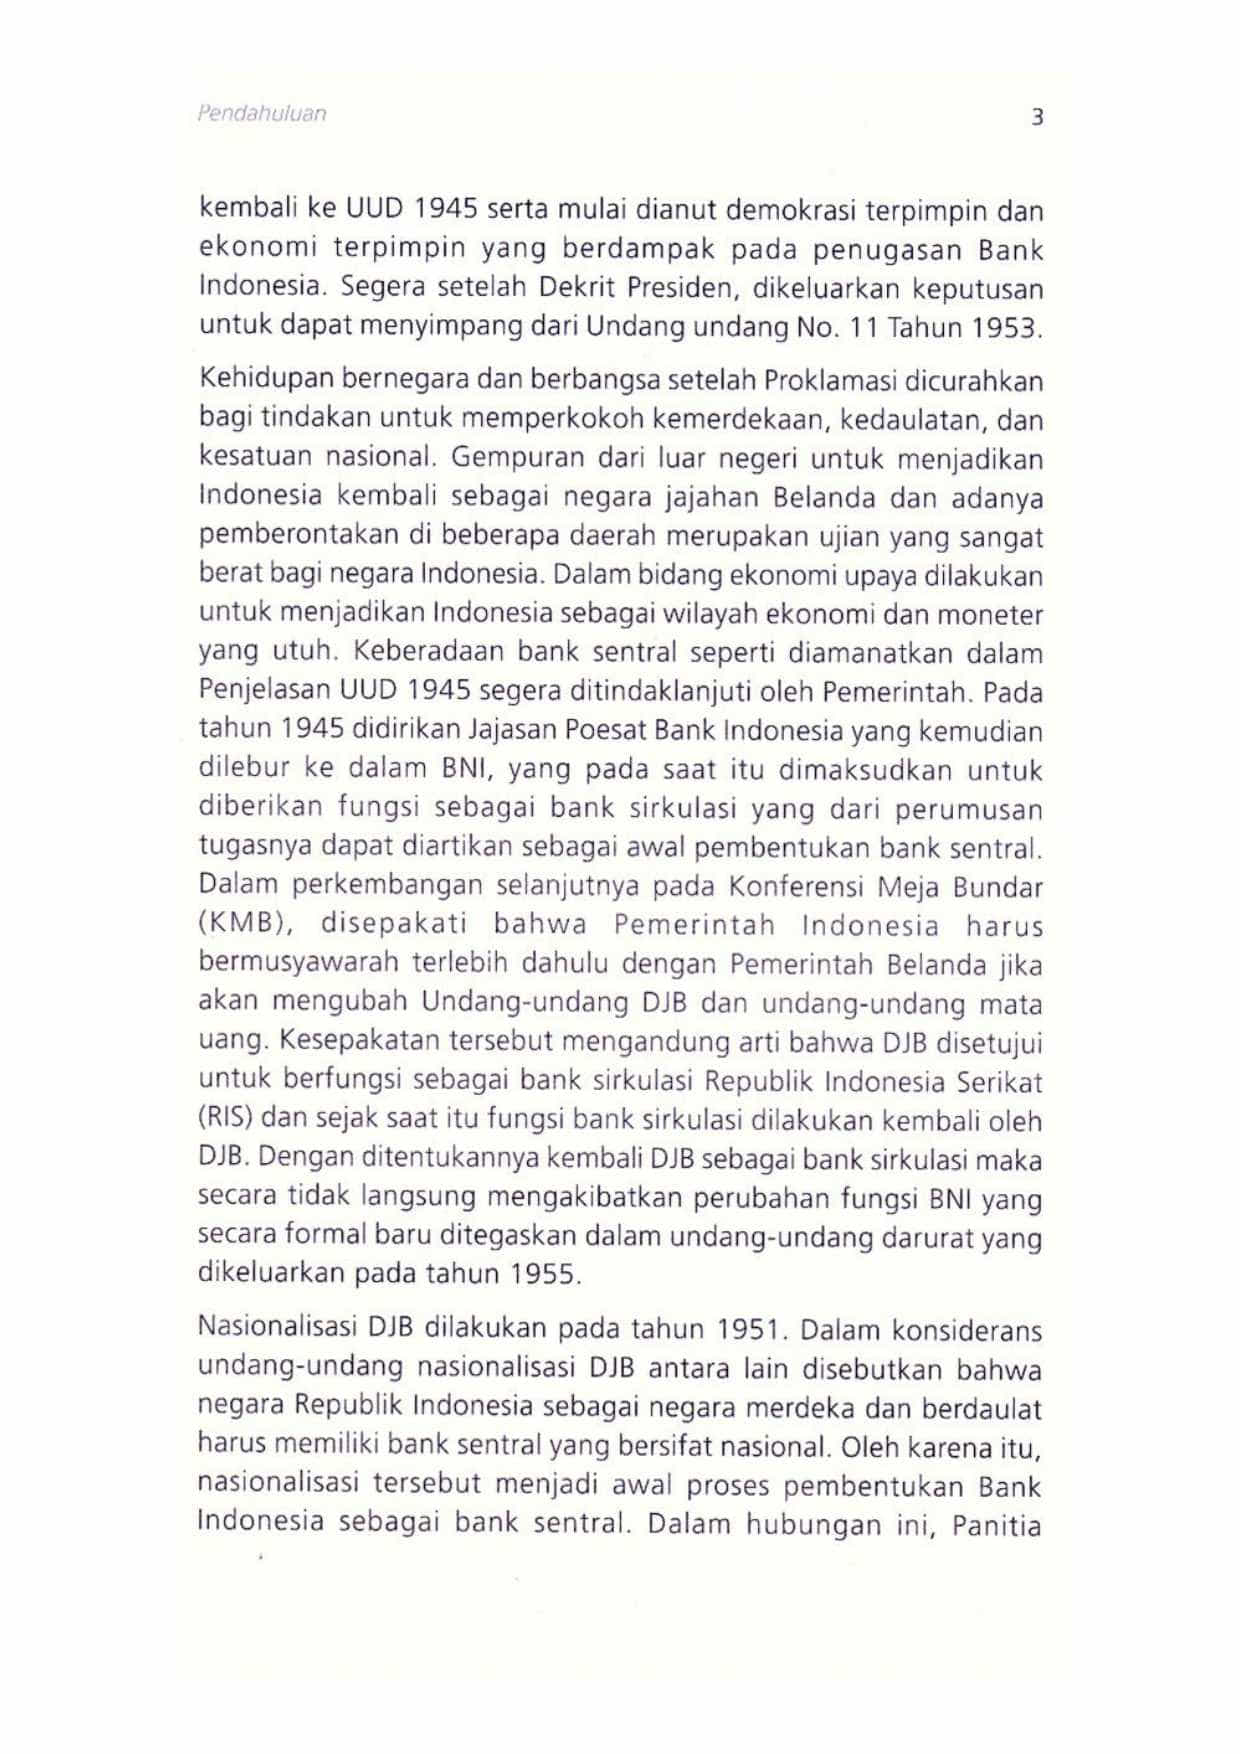 Pendahuluan 3
kembali ke UUD 1945 serta mulai dianut demokrasi terpimpin dan
ekonomi terpimpin yang berdampak pada penugasan Bank
Indonesia. Segera setelah Dekrit Presiden, dikeluarkan keputusan
untuk dapat menyimpang dari Undang undang No. 11 Tahun 1953.
Kehidupan bernegara dan berbangsa setelah Proklamasi dicurahkan
bagi tindakan untuk memperkokoh kemerdekaan, kedaulatan, dan
kesatuan nasional. Gempuran dari luar negeri untuk menjadikan
Indonesia kembali sebagai negara jajahan Belanda dan adanya
pemberontakan di beberapa daerah merupakan ujian yang sangat
berat bagi negara Indonesia. Dalam bidang ekonomi upaya dilakukan
untuk menjadikan Indonesia sebagai wilayah ekonomi dan moneter
yang utuh. Keberadaan bank sentral seperti diamanatkan dalam
Penjelasan UUD 1945 segera ditindaklanjuti oleh Pemerintah. Pada
tahun 1945 didirikan Jajasan Poesat Bank Indonesia yang kemudian
dilebur ke dalam BNI, yang pada saat itu dimaksudkan untuk
diberikan fungsi sebagai bank sirkulasi yang dari perumusan
tugasnya dapat diartikan sebagai awal pembentukan bank sentral.
Dalam perkembangan selanjutnya pada Konferensi Meja Bundar
(KMB), disepakati bahwa Pemerintah Indonesia harus
bermusyawarah terlebih dahulu dengan Pemerintah Belanda jika
akan mengubah Undang-undang DJB dan undang-undang mata
uang. Kesepakatan tersebut mengandung arti bahwa DJB disetujui
untuk berfungsi sebagai bank sirkulasi Republik Indonesia Serikat
(RIS) dan sejak saat itu fungsi bank sirkulasi dilakukan kembali oleh
DJB. Dengan ditentukannya kembali DJB sebagai bank sirkulasi maka
secara tidak langsung mengakibatkan perubahan fungsi BNI yang
secara formal baru ditegaskan dalam undang-undang darurat yang
dikeluarkan pada tahun 1955.
Nasionalisasi DJB dilakukan pada tahun 1951. Dalam konsiderans
undang-undang nasionalisasi DJB antara lain disebutkan bahwa
negara Republik Indonesia sebagai negara merdeka dan berdaulat
harus memiliki bank sentral yang bersifat nasional. Oleh karena itu,
nasionalisasi tersebut menjadi awal proses pembentukan Bank
Indonesia sebagai bank sentral. Dalam hubungan ini, Panitia